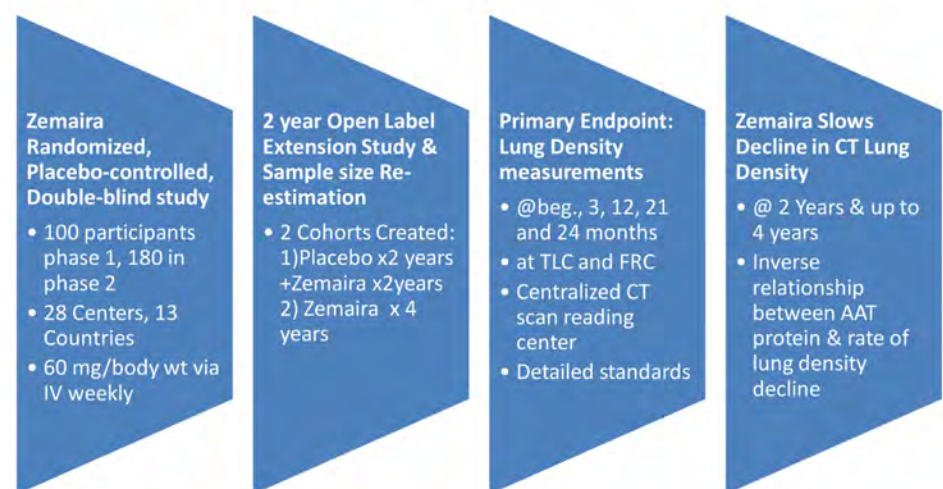 Zemaira
Randomized,
Placebo-controlled,
Double-blind study
• 100 participants
phase 1, 180 in
phase 2
• 28 Centers, 13
Countries
• 60 mg/body wt via
IV weekly
2 year Open Label
Extension Study &
Sample size Re-
estimation
• 2 Cohorts Created:
1)Placebo x2 years
+Zemaira x2years
2) Zemaira x 4
years
Primary Endpoint:
Lung Density
measurements
• @beg., 3, 12, 21
and 24 months
• at TLC and FRC
• Centralized CT
scan reading
center
• Detailed standards
Zemaira Slows
Decline in CT Lung
Density
• @ 2 Years & up to
4 years
• Inverse
relationship
between AAT
protein & rate of
lung density
decline